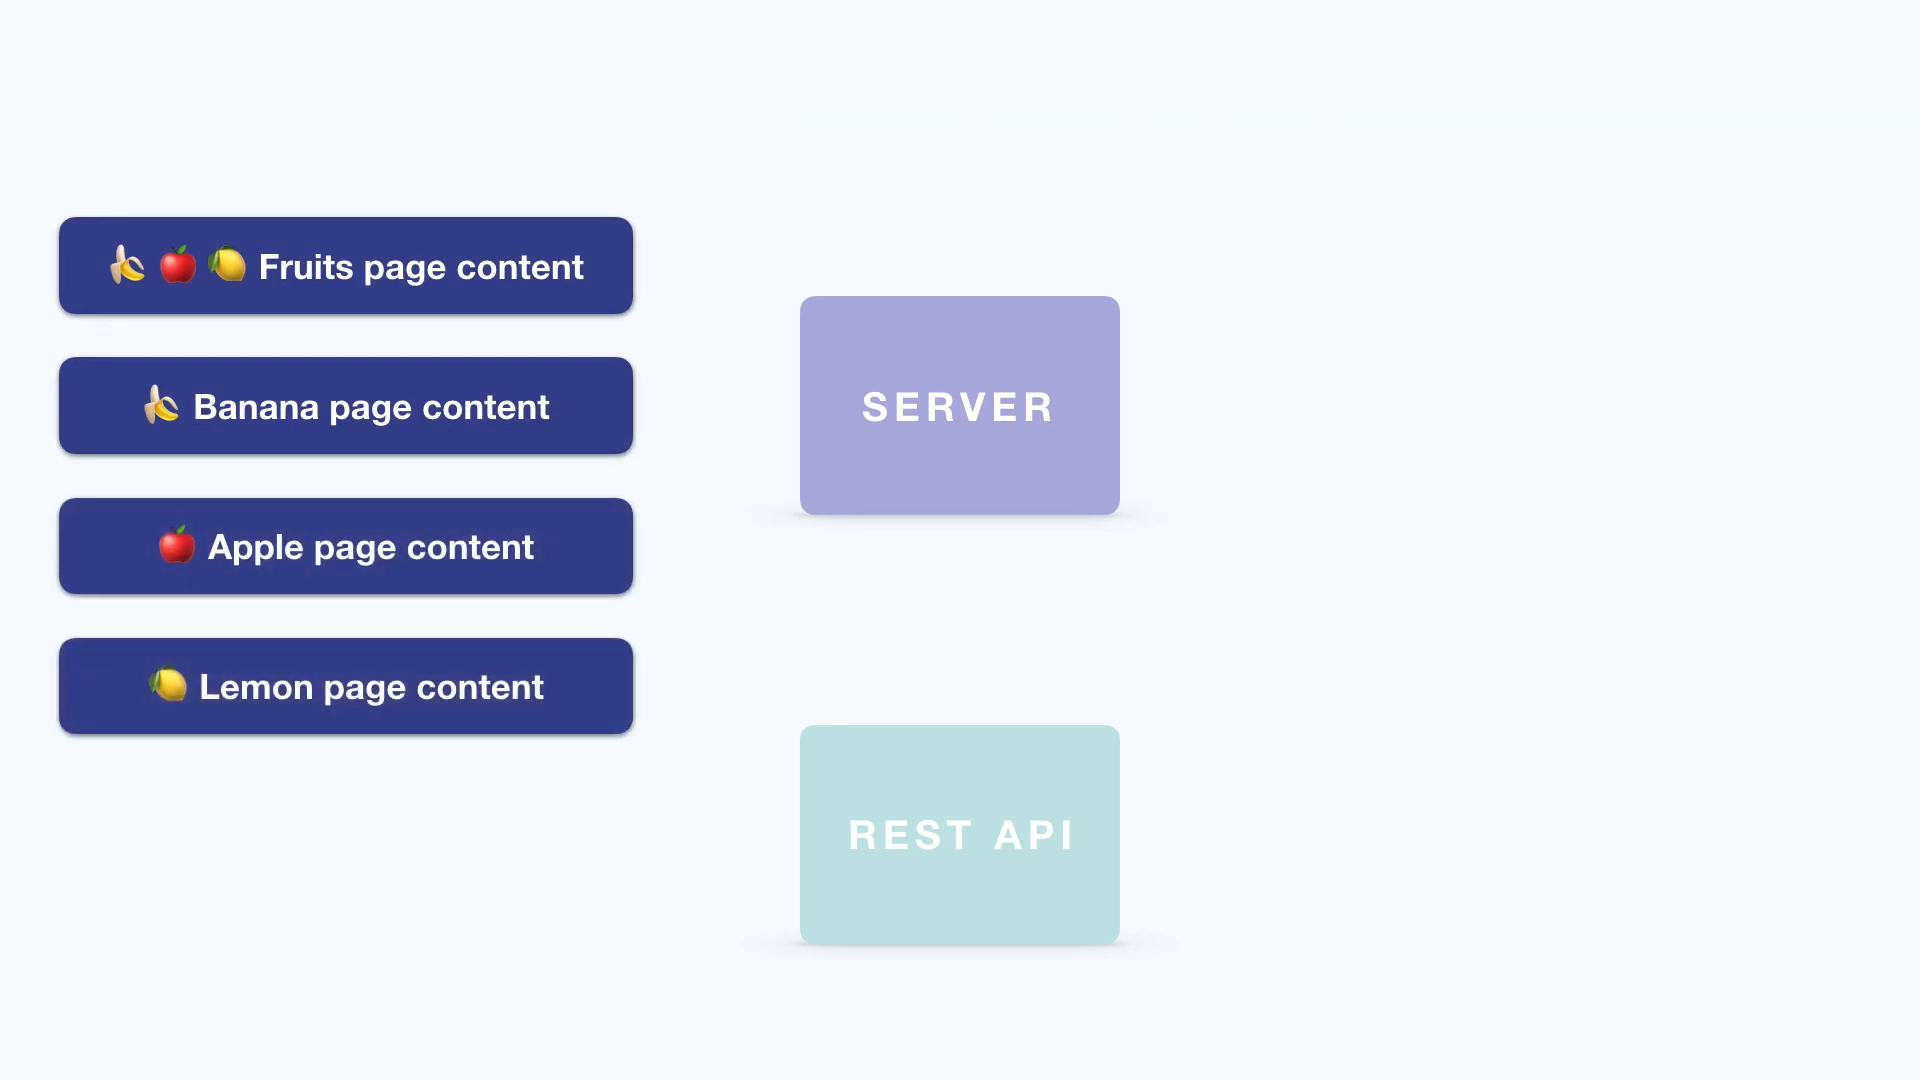 🍌 🍎 🍋 Fruits page content
🍌 Banana page content
🍎 Apple page content
🍋 Lemon page content
SERVER
REST API